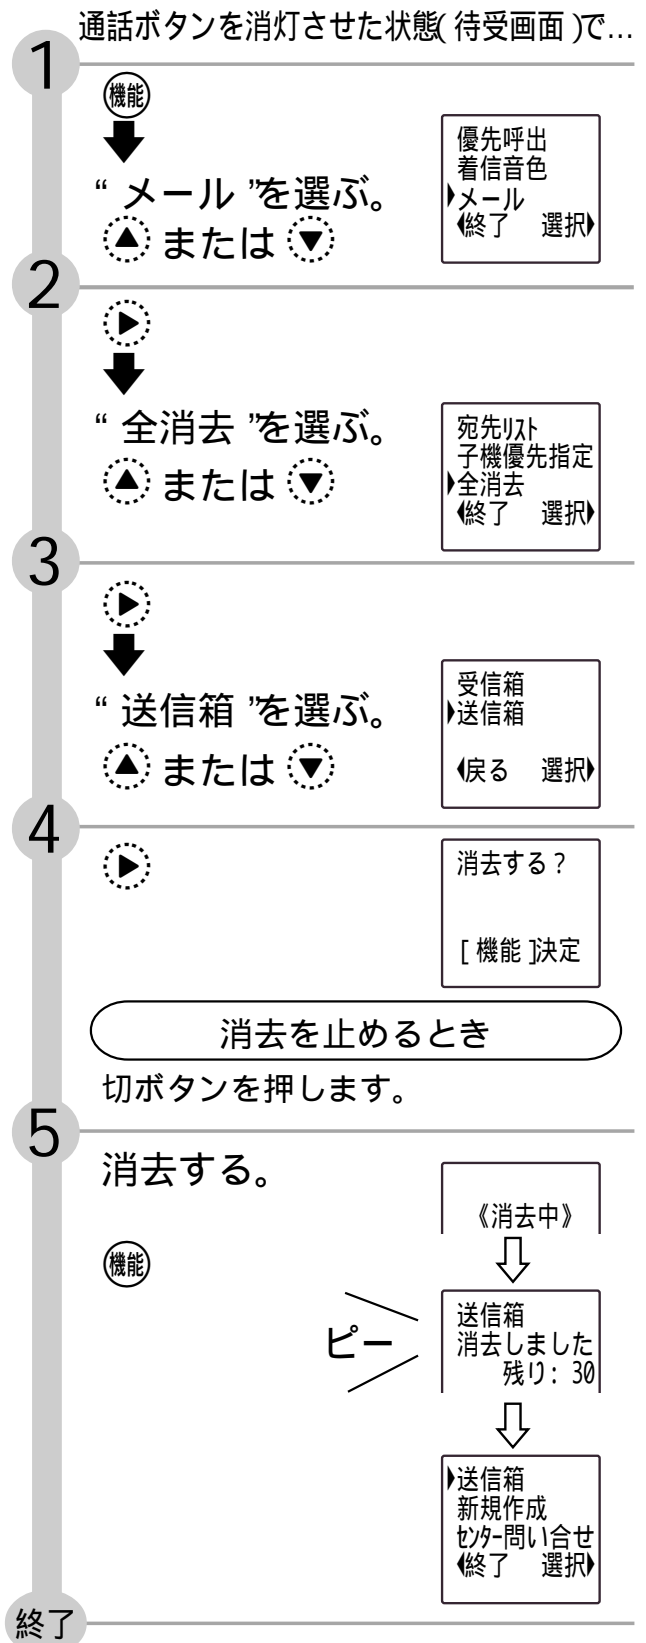 通話ボタンを消灯させた状態(待受画面)で…
1
機能
“メール”を選ぶ。
または
優先呼出
着信音色
メール
終了 選択
2
“全消去”を選ぶ。
または
宛先リスト
子機優先指定
全消去
終了 選択
3
“送信箱”を選ぶ。
または
受信箱
送信箱
戻る 選択
4
消去する?
[機能]決定
消去を止めるとき
切ボタンを押します。
5
消去する。
機能
《消去中》
ピー
送信箱
消去しました
残り: 30
送信箱
新規作成
センター問い合せ
終了 選択
終了